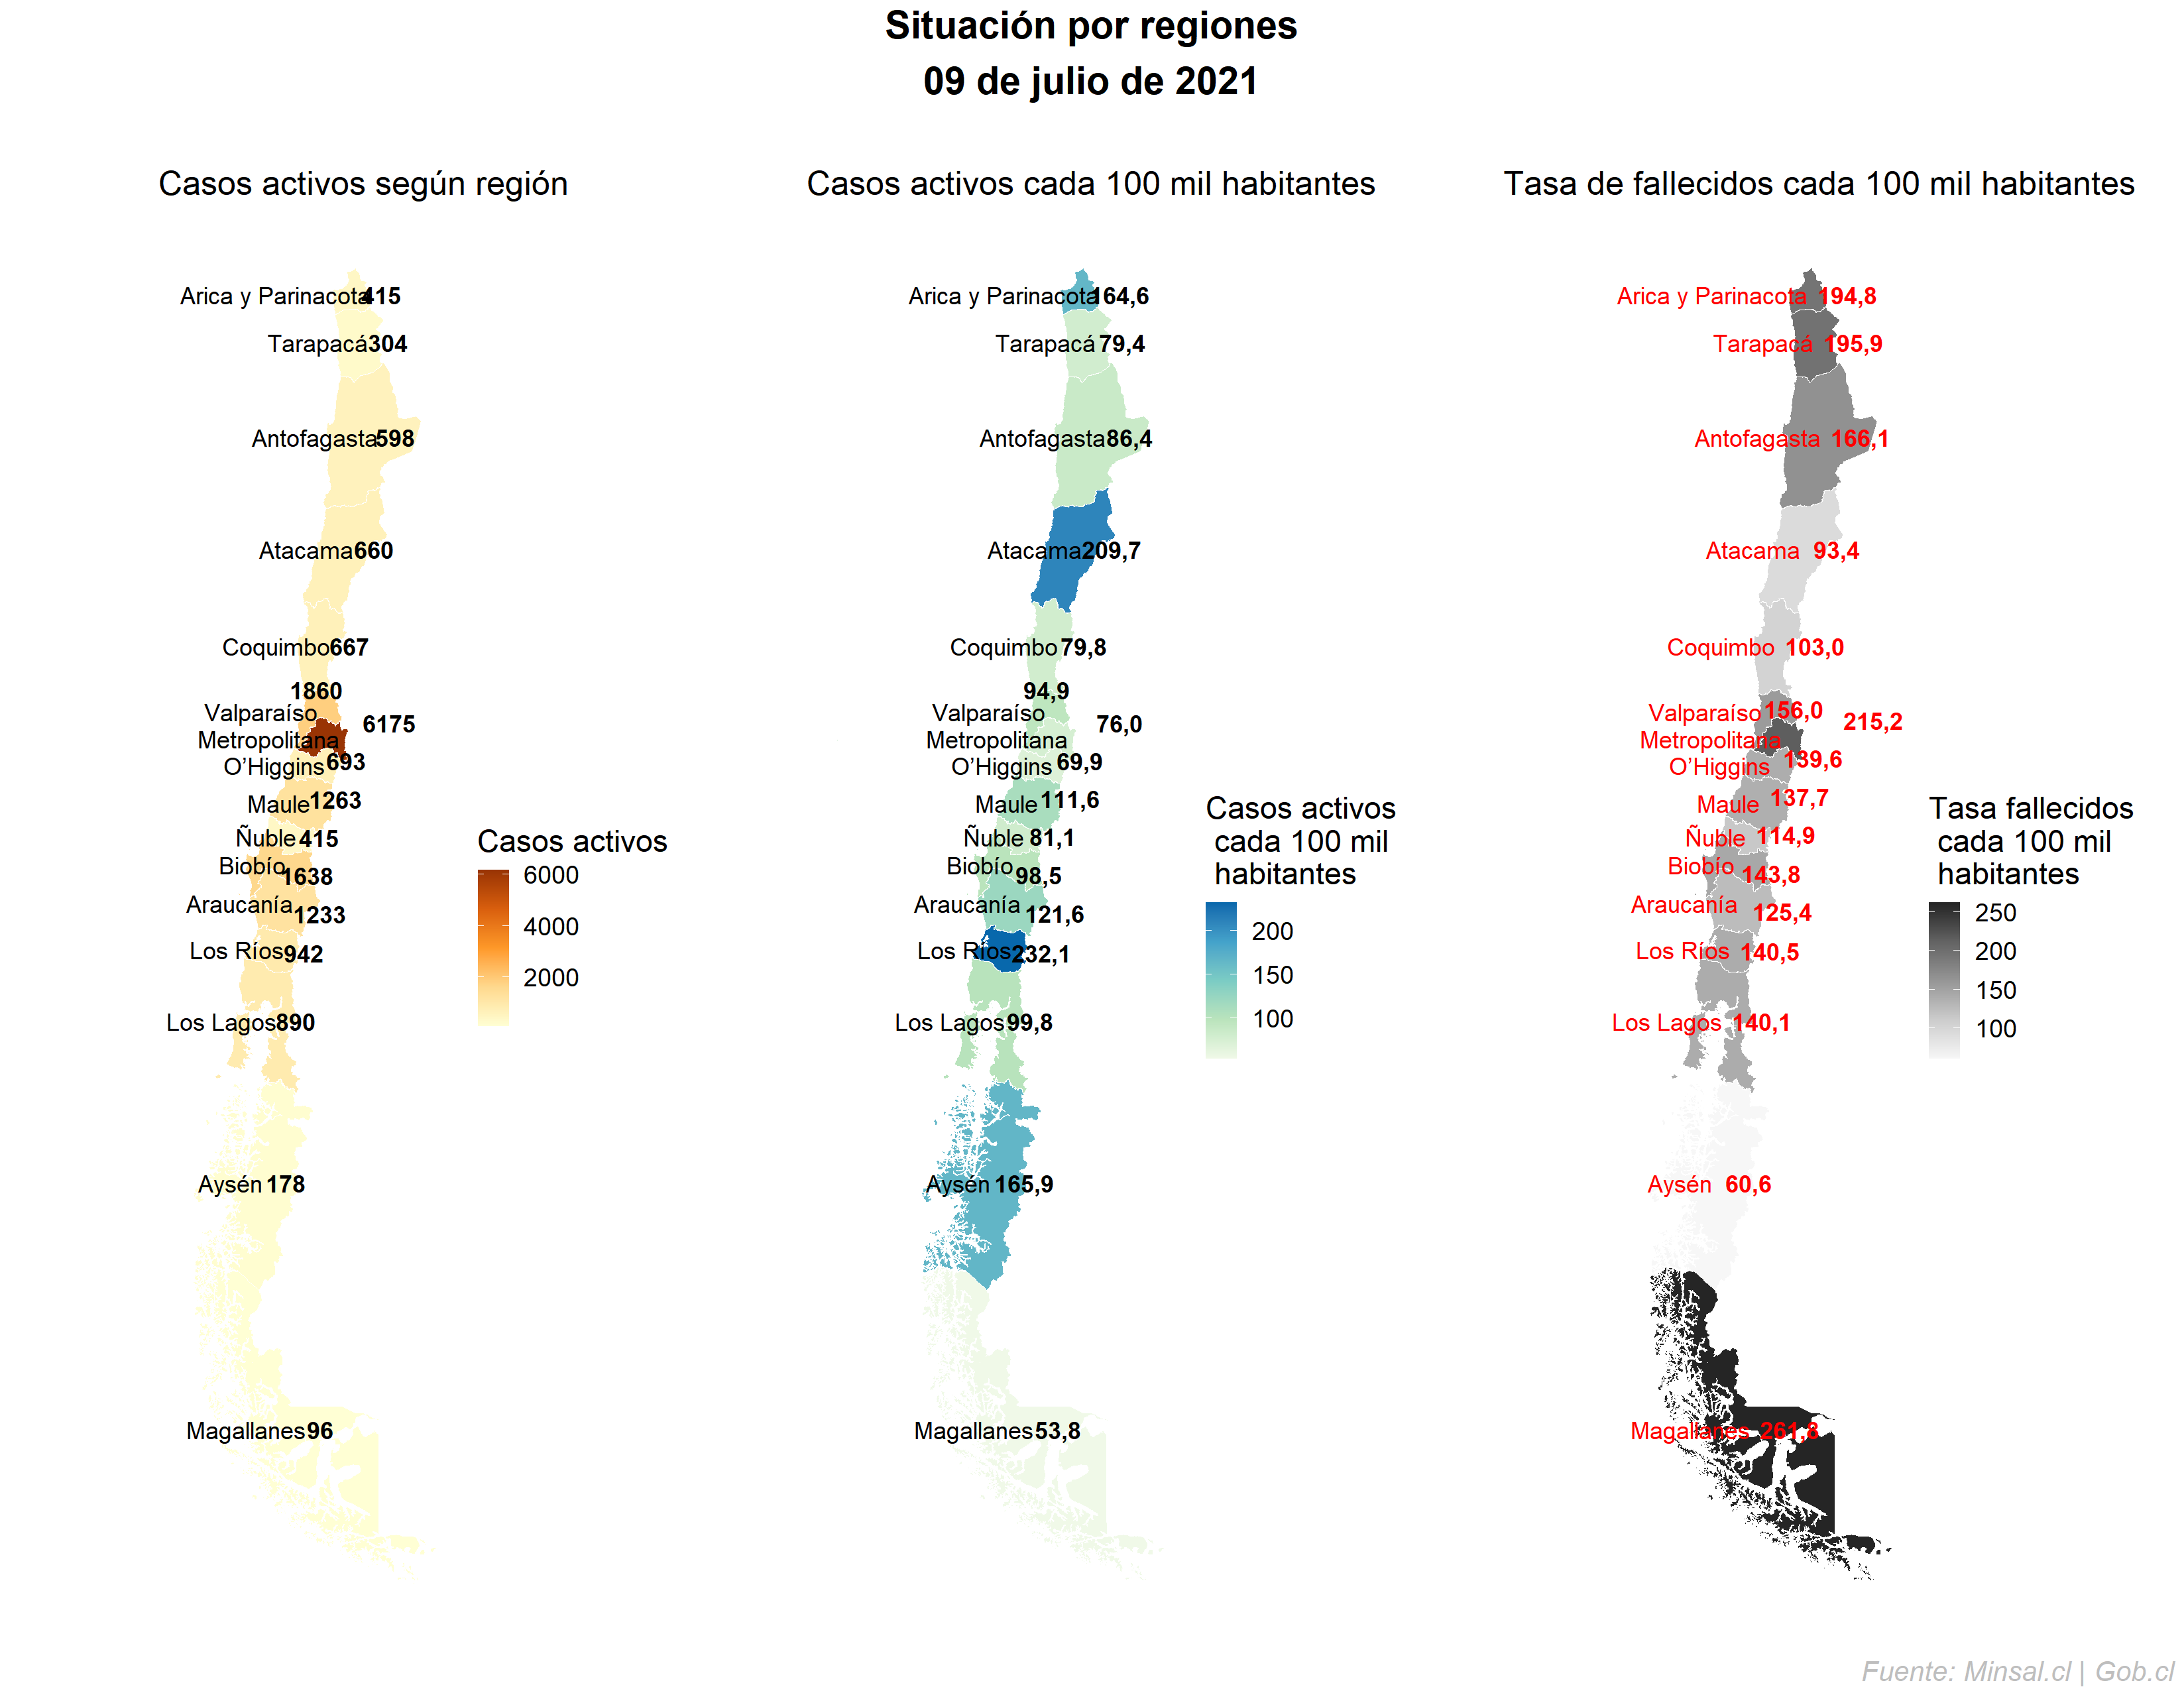 Situación por regiones
09 de julio de 2021
Casos activos según región
Arica y Parinacota 415
Tarapacá 304
Antofagasta 598
Atacama 660
Coquimbo 667
1860
Valparaíso
6175
Metropolitana
O’Higgins 693
Maule 1263
Ñuble 415
Biobío 1638
Araucanía 1233
Los Ríos 942
Los Lagos 890
Aysén 178
Magallanes 96
Casos activos
6000
4000
2000
Casos activos cada 100 mil habitantes
Arica y Parinacota 164,6
Tarapacá 79,4
Antofagasta 86,4
Atacama 209,7
Coquimbo 79,8
94,9
Valparaíso
76,0
Metropolitana
O’Higgins 69,9
Maule 111,6
Ñuble 81,1
Biobío 98,5
Araucanía 121,6
Los Ríos 232,1
Los Lagos 99,8
Aysén 165,9
Magallanes 53,8
Casos activos
cada 100 mil
habitantes
200
150
100
Tasa de fallecidos cada 100 mil habitantes
Arica y Parinacota 194,8
Tarapacá 195,9
Antofagasta 166,1
Atacama 93,4
Coquimbo 103,0
Valparaíso 156,0
215,2
Metropolitana
O’Higgins 139,6
Maule 137,7
Ñuble 114,9
Biobío 143,8
Araucanía 125,4
Los Ríos 140,5
Los Lagos 140,1
Aysén 60,6
Magallanes 261,8
Tasa fallecidos
cada 100 mil
habitantes
250
200
150
100
Fuente: Minsal.cl | Gob.cl